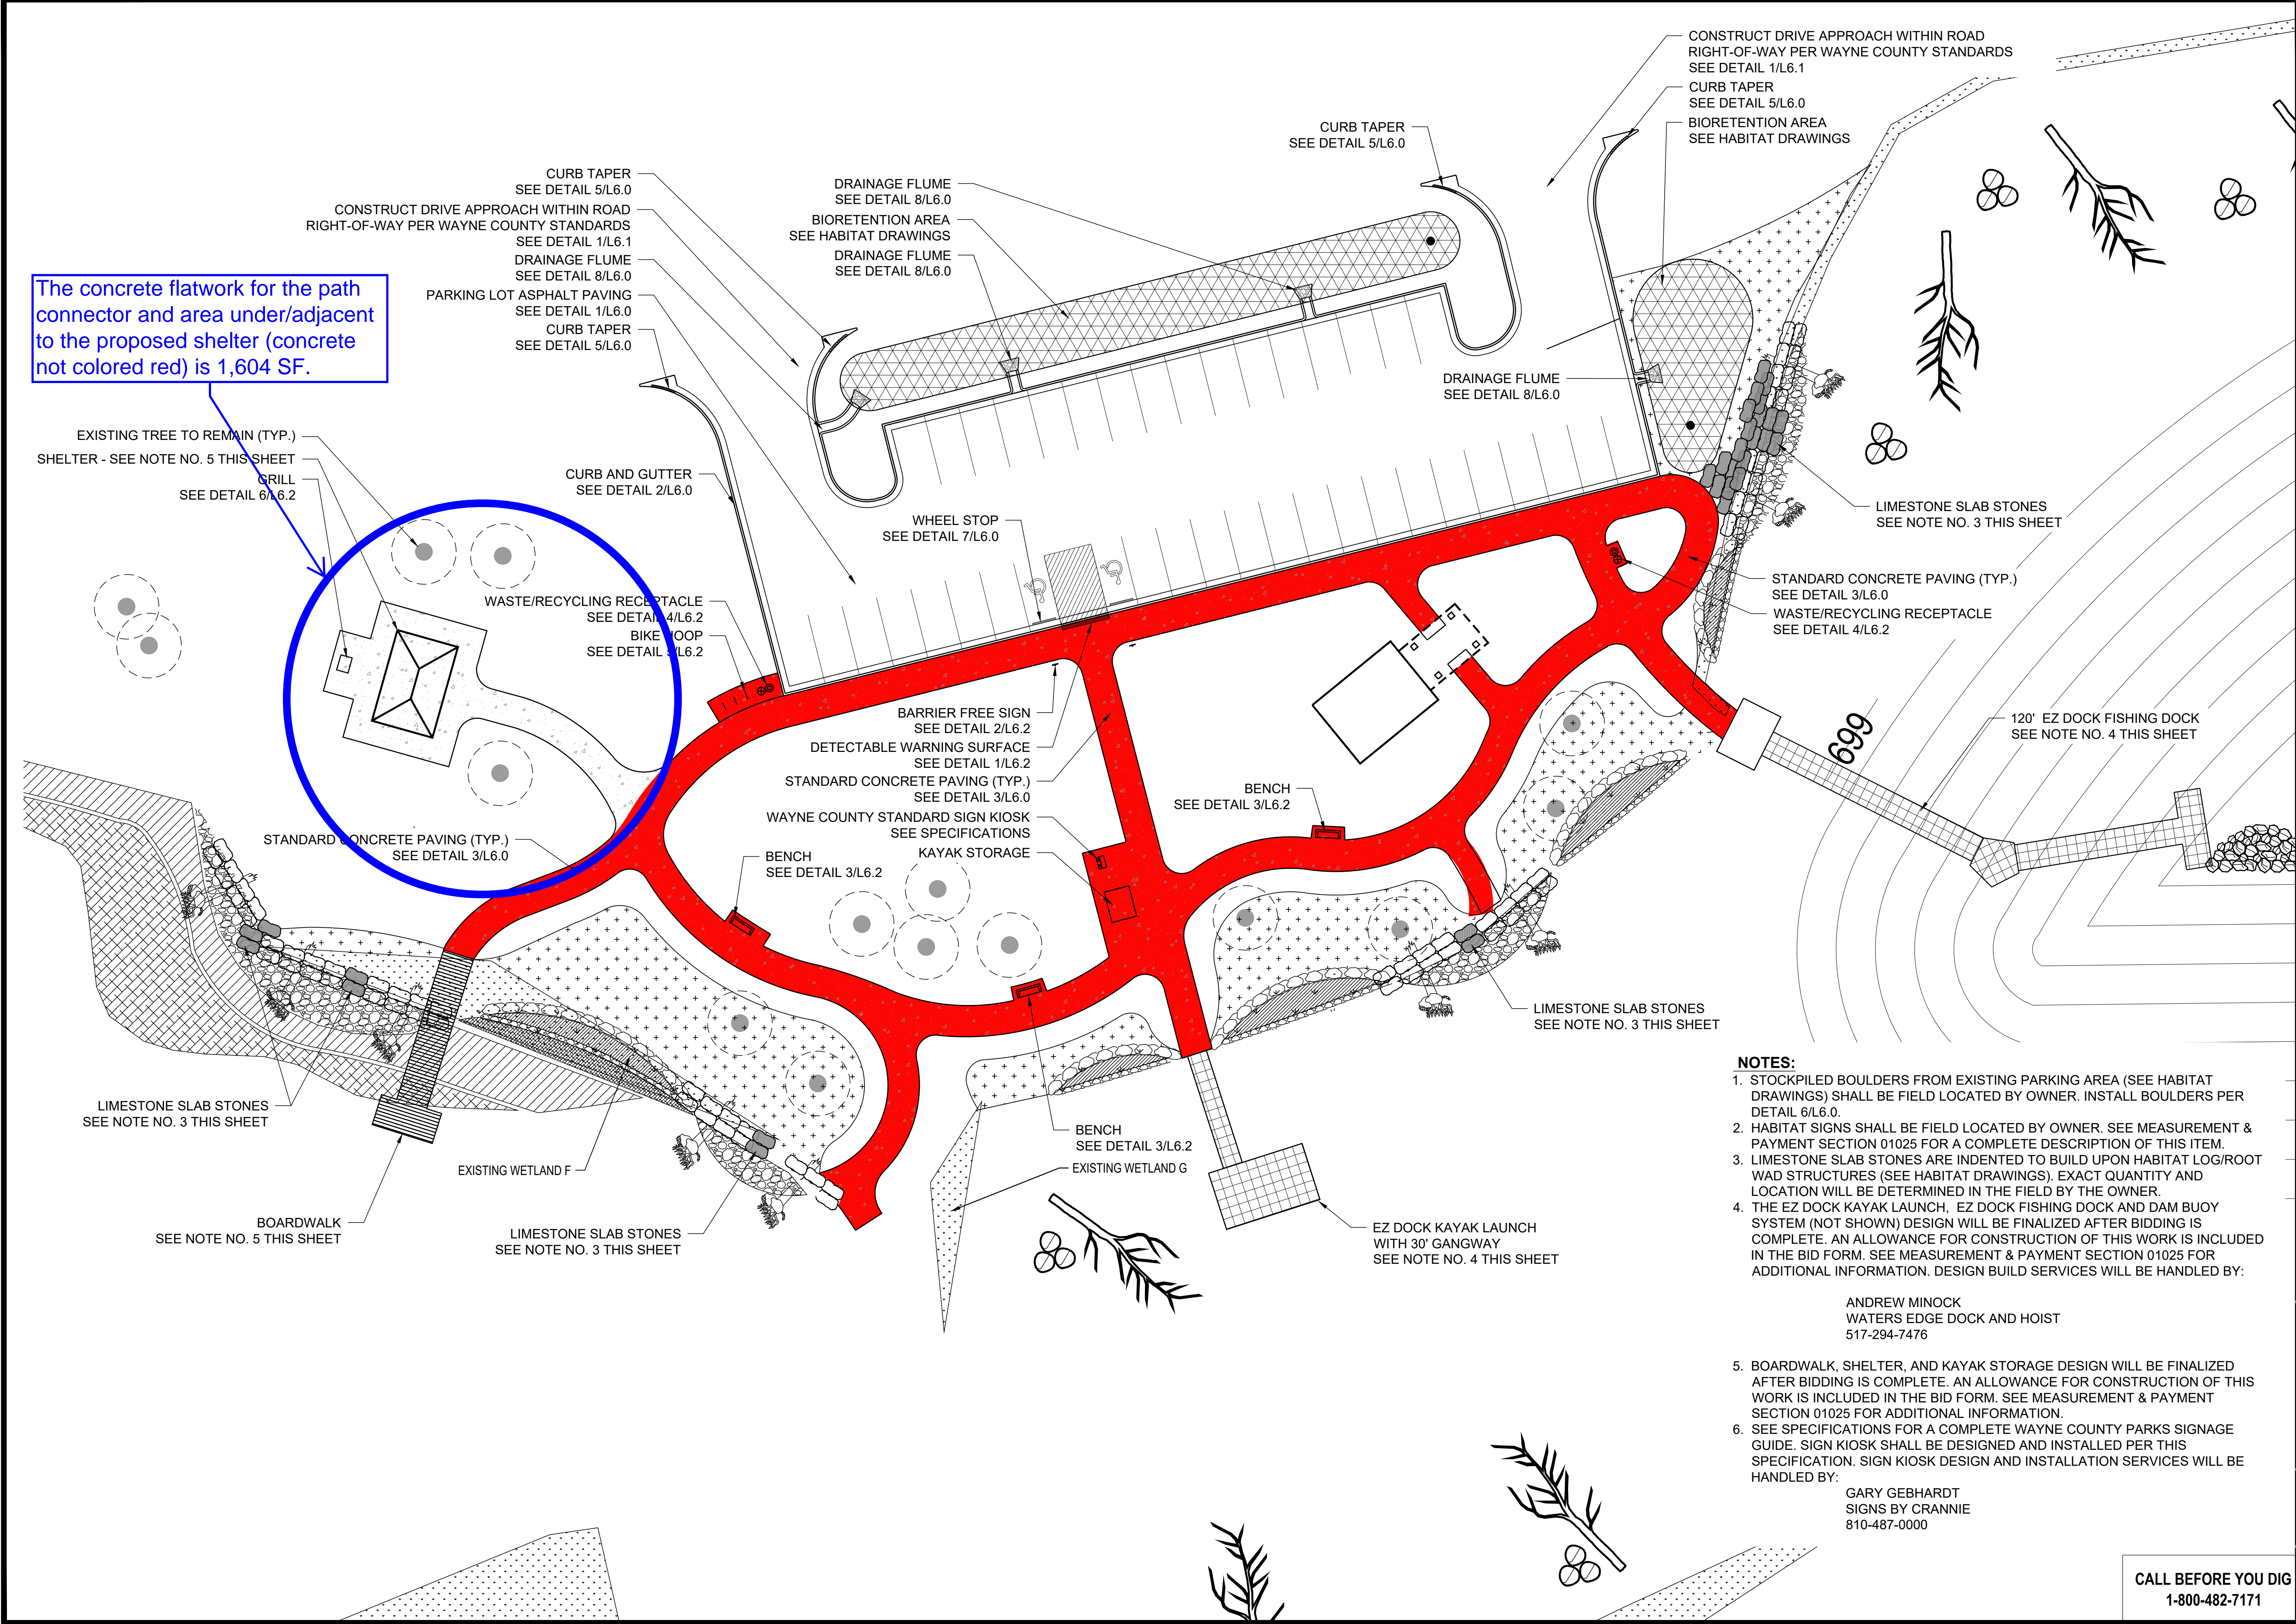 CONSTRUCT DRIVE APPROACH WITHIN ROAD
RIGHT-OF-WAY PER WAYNE COUNTY STANDARDS
SEE DETAIL 1/L6.1
CURB TAPER
SEE DETAIL 5/L6.0
BIORETENTION AREA
SEE HABITAT DRAWINGS
CURB TAPER
SEE DETAIL 5/L6.0
CURB TAPER
SEE DETAIL 5/L6.0
CONSTRUCT DRIVE APPROACH WITHIN ROAD
RIGHT-OF-WAY PER WAYNE COUNTY STANDARDS
SEE DETAIL 1/L6.1
DRAINAGE FLUME
SEE DETAIL 8/L6.0
PARKING LOT ASPHALT PAVING
SEE DETAIL 1/L6.0
CURB TAPER
SEE DETAIL 5/L6.0
DRAINAGE FLUME
SEE DETAIL 8/L6.0
BIORETENTION AREA
SEE HABITAT DRAWINGS
DRAINAGE FLUME
SEE DETAIL 8/L6.0
The concrete flatwork for the path
connector and area under/adjacent
to the proposed shelter (concrete
not colored red) is 1,604 SF.
DRAINAGE FLUME
SEE DETAIL 8/L6.0
EXISTING TREE TO REMAIN (TYP.)
SHELTER - SEE NOTE NO. 5 THIS SHEET
GRILL
SEE DETAIL 6/L6.2
CURB AND GUTTER
SEE DETAIL 2/L6.0
WHEEL STOP
SEE DETAIL 7/L6.0
LIMESTONE SLAB STONES
SEE NOTE NO. 3 THIS SHEET
STANDARD CONCRETE PAVING (TYP.)
SEE DETAIL 3/L6.0
WASTE/RECYCLING RECEPTACLE
SEE DETAIL 4/L6.2
WASTE/RECYCLING RECEPTACLE
SEE DETAIL 4/L6.2
BIKE HOOP
SEE DETAIL 5/L6.2
BARRIER FREE SIGN
SEE DETAIL 2/L6.2
DETECTABLE WARNING SURFACE
SEE DETAIL 1/L6.2
STANDARD CONCRETE PAVING (TYP.)
SEE DETAIL 3/L6.0
WAYNE COUNTY STANDARD SIGN KIOSK
SEE SPECIFICATIONS
KAYAK STORAGE
699
120' EZ DOCK FISHING DOCK
SEE NOTE NO. 4 THIS SHEET
BENCH
SEE DETAIL 3/L6.2
STANDARD CONCRETE PAVING (TYP.)
SEE DETAIL 3/L6.0
BENCH
SEE DETAIL 3/L6.2
LIMESTONE SLAB STONES
SEE NOTE NO. 3 THIS SHEET
LIMESTONE SLAB STONES
SEE NOTE NO. 3 THIS SHEET
BENCH
SEE DETAIL 3/L6.2
EXISTING WETLAND G
EXISTING WETLAND F
BOARDWALK
SEE NOTE NO. 5 THIS SHEET
LIMESTONE SLAB STONES
SEE NOTE NO. 3 THIS SHEET
EZ DOCK KAYAK LAUNCH
WITH 30' GANGWAY
SEE NOTE NO. 4 THIS SHEET
NOTES:
1. STOCKPILED BOULDERS FROM EXISTING PARKING AREA (SEE HABITAT
DRAWINGS) SHALL BE FIELD LOCATED BY OWNER. INSTALL BOULDERS PER
DETAIL 6/L6.0.
2. HABITAT SIGNS SHALL BE FIELD LOCATED BY OWNER. SEE MEASUREMENT &
PAYMENT SECTION 01025 FOR A COMPLETE DESCRIPTION OF THIS ITEM.
3. LIMESTONE SLAB STONES ARE INDENTED TO BUILD UPON HABITAT LOG/ROOT
WAD STRUCTURES (SEE HABITAT DRAWINGS). EXACT QUANTITY AND
LOCATION WILL BE DETERMINED IN THE FIELD BY THE OWNER.
4. THE EZ DOCK KAYAK LAUNCH, EZ DOCK FISHING DOCK AND DAM BUOY
SYSTEM (NOT SHOWN) DESIGN WILL BE FINALIZED AFTER BIDDING IS
COMPLETE. AN ALLOWANCE FOR CONSTRUCTION OF THIS WORK IS INCLUDED
IN THE BID FORM. SEE MEASUREMENT & PAYMENT SECTION 01025 FOR
ADDITIONAL INFORMATION. DESIGN BUILD SERVICES WILL BE HANDLED BY:
ANDREW MINOCK
WATERS EDGE DOCK AND HOIST
517-294-7476
5. BOARDWALK, SHELTER, AND KAYAK STORAGE DESIGN WILL BE FINALIZED
AFTER BIDDING IS COMPLETE. AN ALLOWANCE FOR CONSTRUCTION OF THIS
WORK IS INCLUDED IN THE BID FORM. SEE MEASUREMENT & PAYMENT
SECTION 01025 FOR ADDITIONAL INFORMATION.
6. SEE SPECIFICATIONS FOR A COMPLETE WAYNE COUNTY PARKS SIGNAGE
GUIDE. SIGN KIOSK SHALL BE DESIGNED AND INSTALLED PER THIS
SPECIFICATION. SIGN KIOSK DESIGN AND INSTALLATION SERVICES WILL BE
HANDLED BY:
GARY GEBHARDT
SIGNS BY CRANNIE
810-487-0000
CALL BEFORE YOU DIG
1-800-482-7171